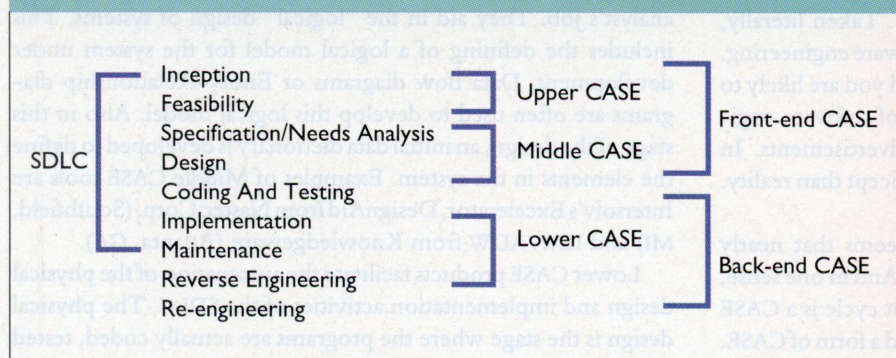 Inception
Feasibility
Specification/Needs Analysis
Design
Coding And Testing
Implementation
Maintenance
Reverse Engineering
Re-engineering
SDLC
Upper CASE
Middle CASE
Lower CASE
Front-end CASE
Back-end CASE